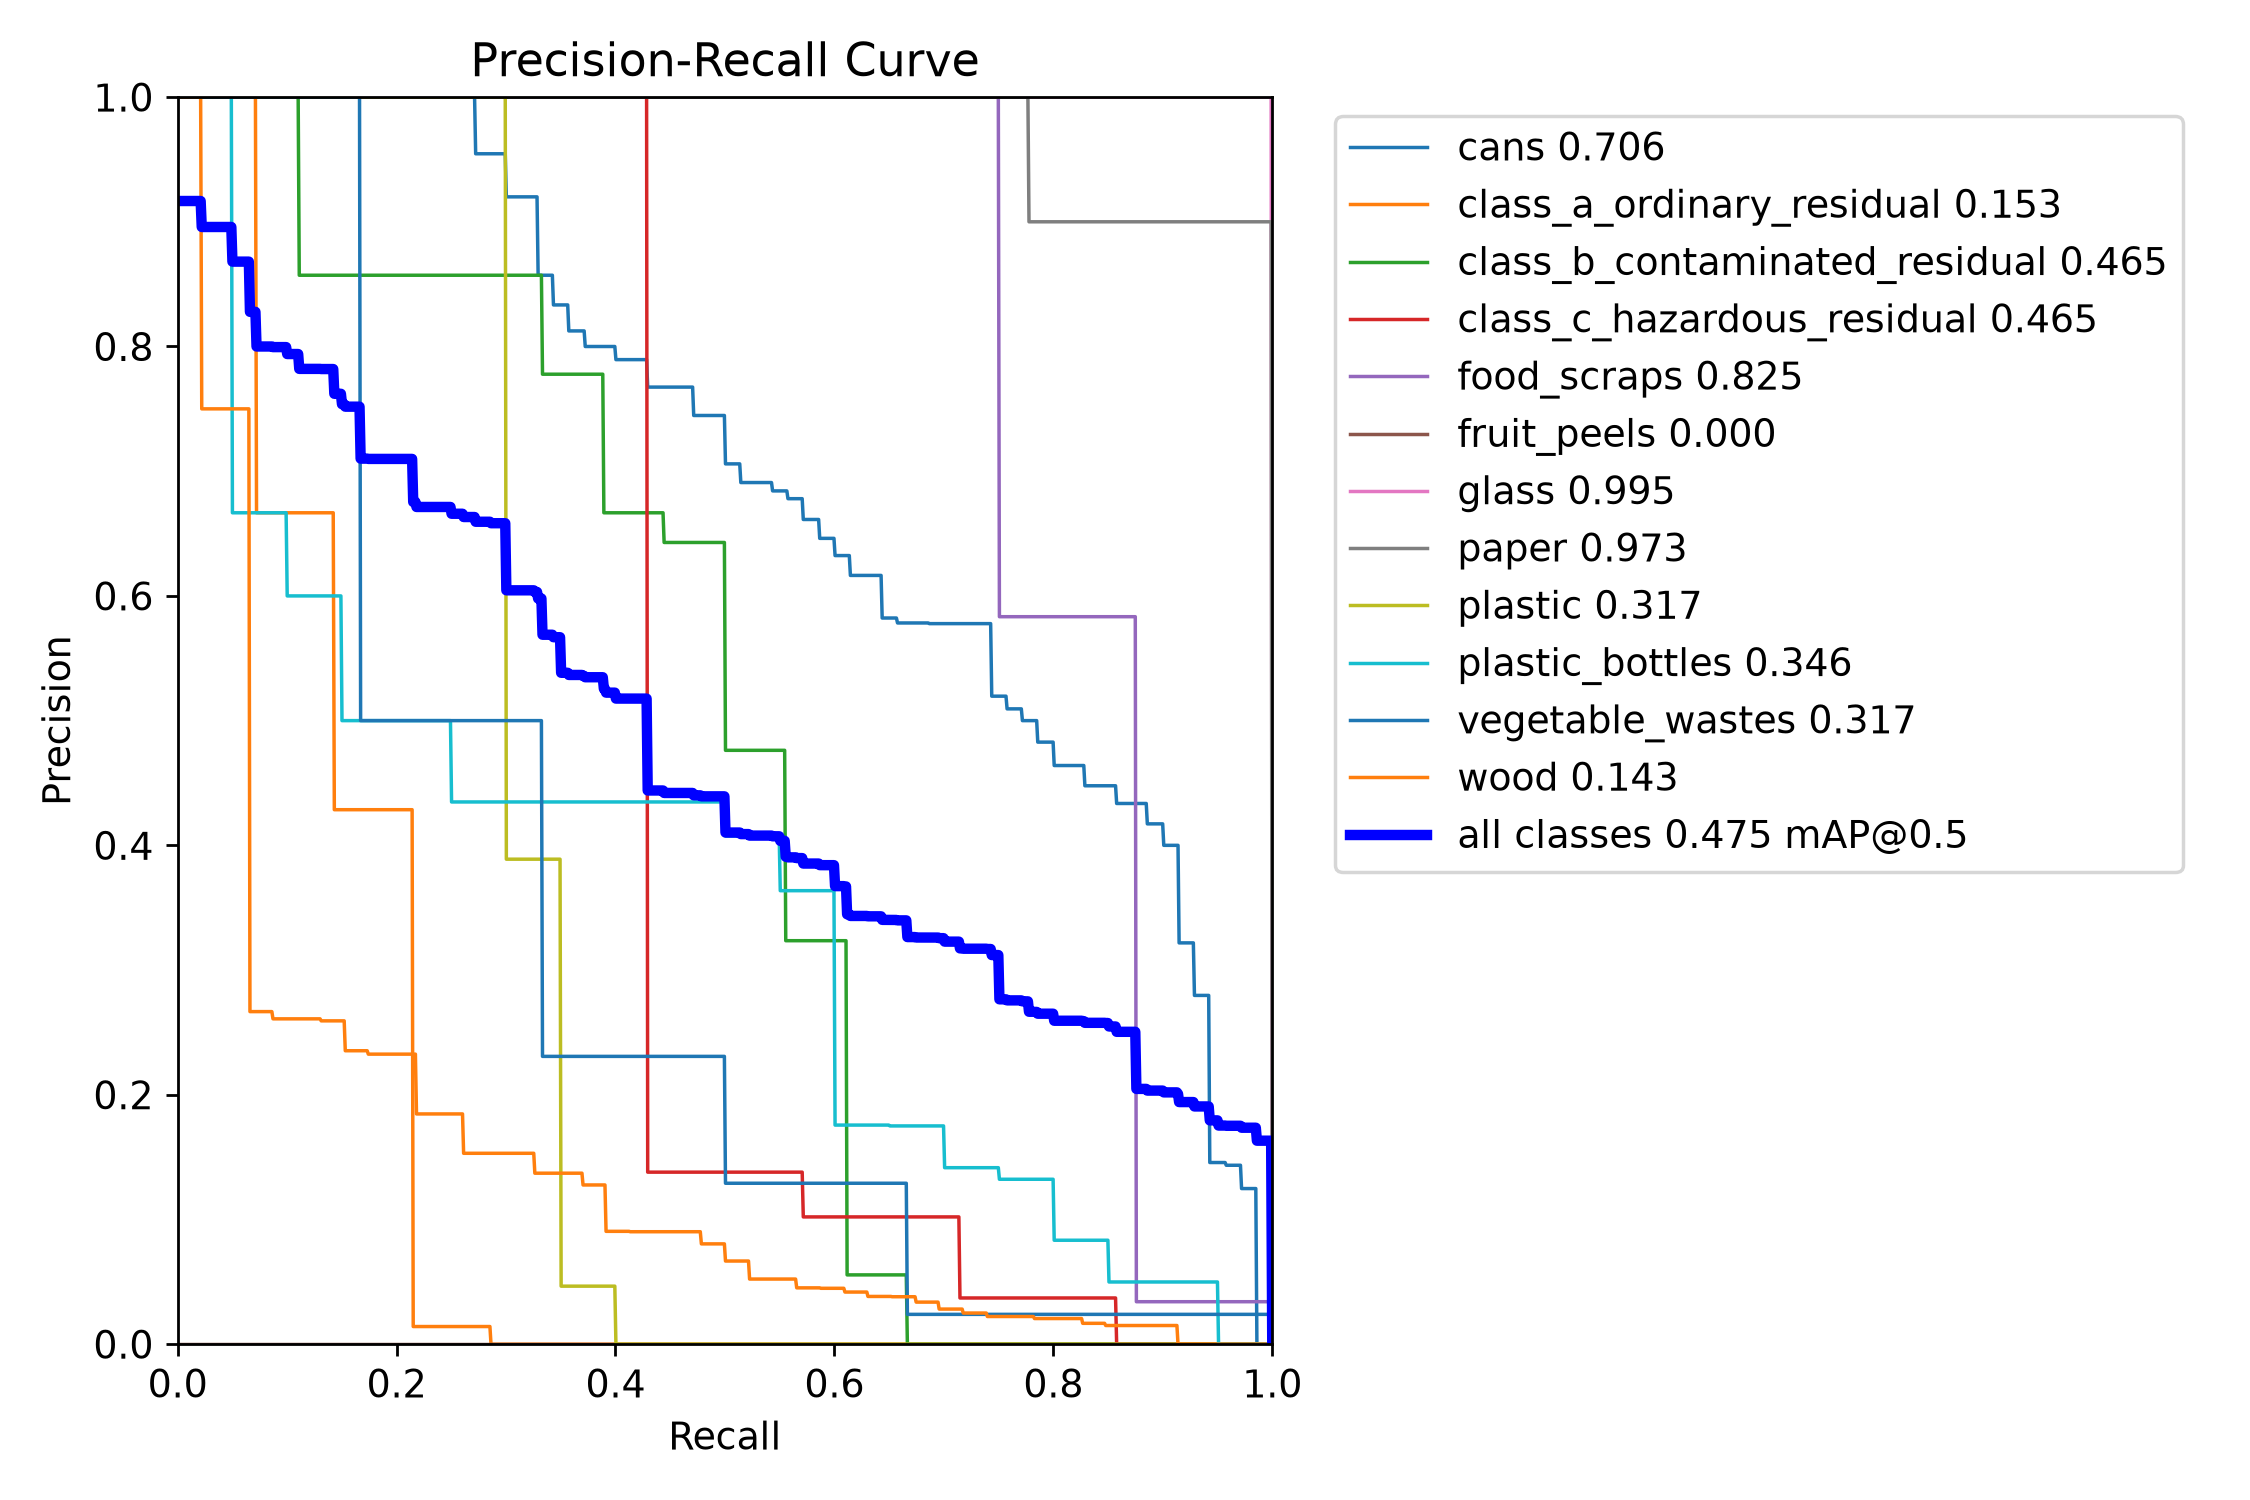 Precision-Recall Curve
1.0
0.8
0.6
0.4
0.2
0.0
Precision
0.0 0.2 0.4 0.6 0.8 1.0
Recall
cans 0.706
class_a_ordinary_residual 0.153
class_b_contaminated_residual 0.465
class_c_hazardous_residual 0.465
food_scraps 0.825
fruit_peels 0.000
glass 0.995
paper 0.973
plastic 0.317
plastic_bottles 0.346
vegetable_wastes 0.317
wood 0.143
all classes 0.475 mAP@0.5